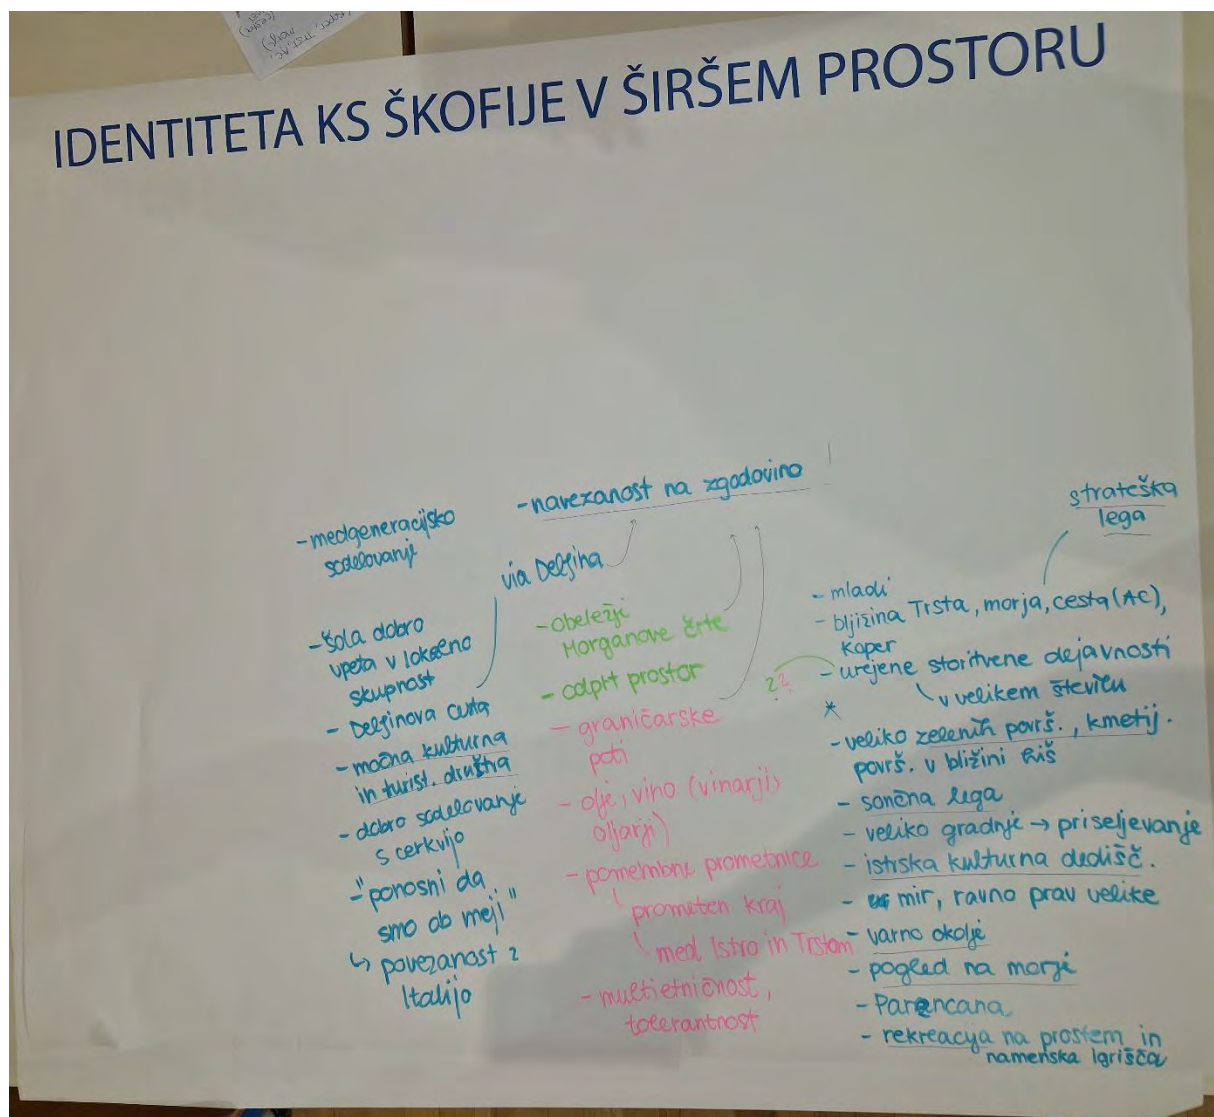 IDENTITETA KS ŠKOFIJE V ŠIRŠEM PROSTORU
- medgeneracijsko
sodelovanje
- šola dobro
vpeta v lokalno
skupnost
- Delfinova
- močna kulturna
in turist. društva
- dobro sodelovanje
s cerkvijo
- "ponosni da
smo ob meji"
↳ povezanost z
Italijo
- navezanost na zgodovino
via Delfina
- obeležji
Morganove črte
- odprt prostor
- graničarske
poti
- olje, vino (vinarji,
oljarji)
- pomembne prometnice
prometen kraj
med Istro in Trstom
- multietničnost,
tolerantnost
strateška
lega
- mladi
- bljizina Trsta, morja, cesta (AC),
Koper
- urejene storitvene dejavnosti
v velikem številu
*
- veliko zelenih površ., kmetij.
površ. v bližini hiš
- sončna lega
- veliko gradnje → priseljevanje
- istrska kulturna dedišč.
- mir, ravno prav velike
- varno okolje
- pogled na morje
- Parencana
- rekreacija na prostem in
namenska igrišča